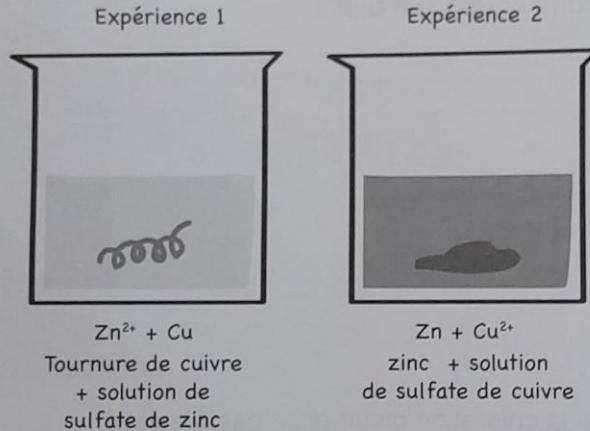 Expérience 1
Expérience 2
Zn²⁺ + Cu
Tournure de cuivre
+ solution de
sulfate de zinc
Zn + Cu²⁺
zinc + solution
de sulfate de cuivre